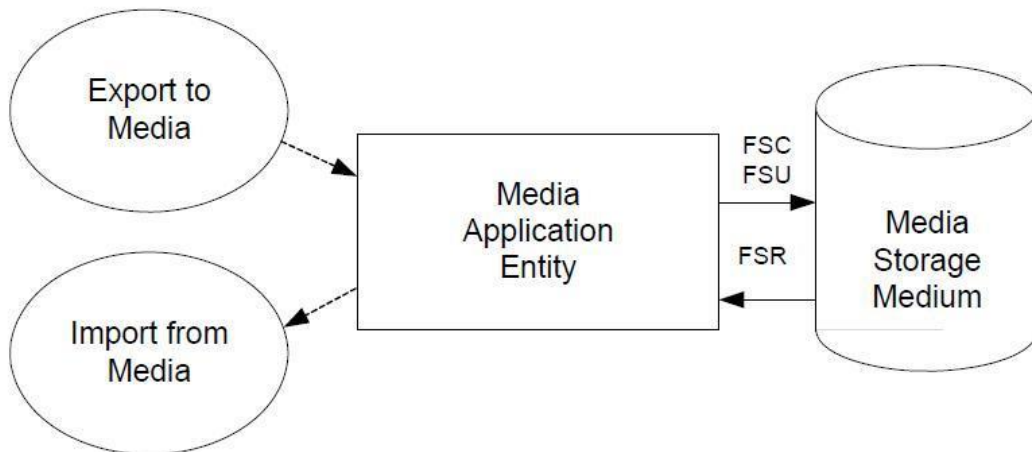 Export to
Media
Import from
Media
Media
Application
Entity
FSC
FSU
FSR
Media
Storage
Medium